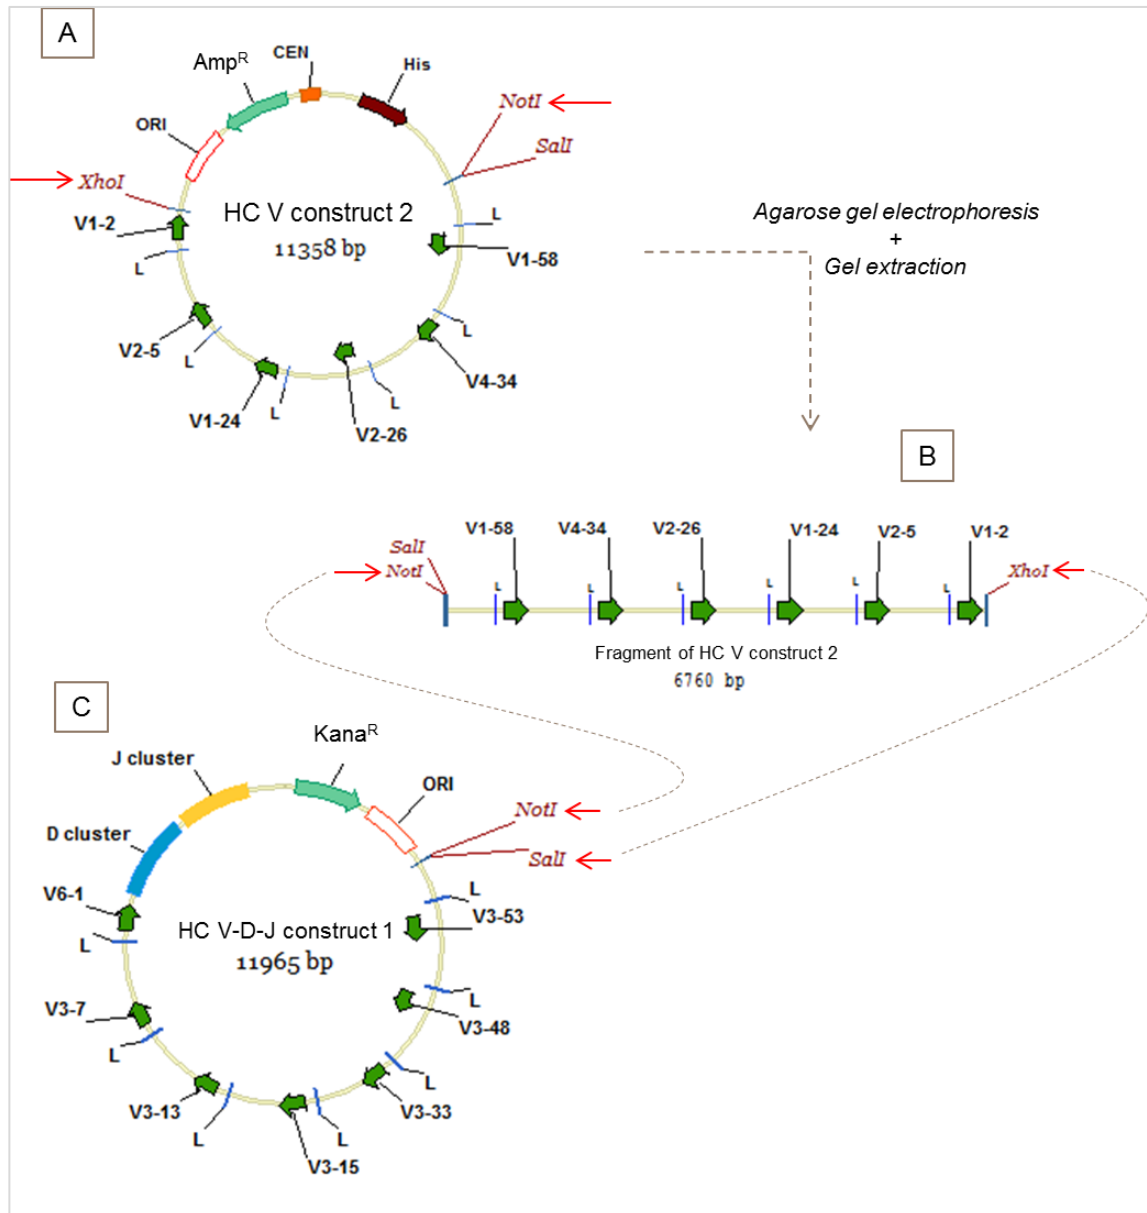 A
Amp^R
CEN
His
NotI
SalI
ORI
XhoI
V1-2
HC V construct 2
11358 bp
L
V1-58
L
V2-5
L
L
V4-34
V1-24
L
V2-26
L
Agarose gel electrophoresis
+
Gel extraction
B
V1-58
V4-34
V2-26
V1-24
V2-5
V1-2
SalI
NotI
XhoI
L
L
L
L
L
L
Fragment of HC V construct 2
6760 bp
C
Kana^R
J cluster
ORI
NotI
D cluster
SalI
V6-1
L
V3-53
HC V-D-J construct 1
11965 bp
L
L
V3-48
V3-7
L
L
V3-13
V3-33
L
L
V3-15